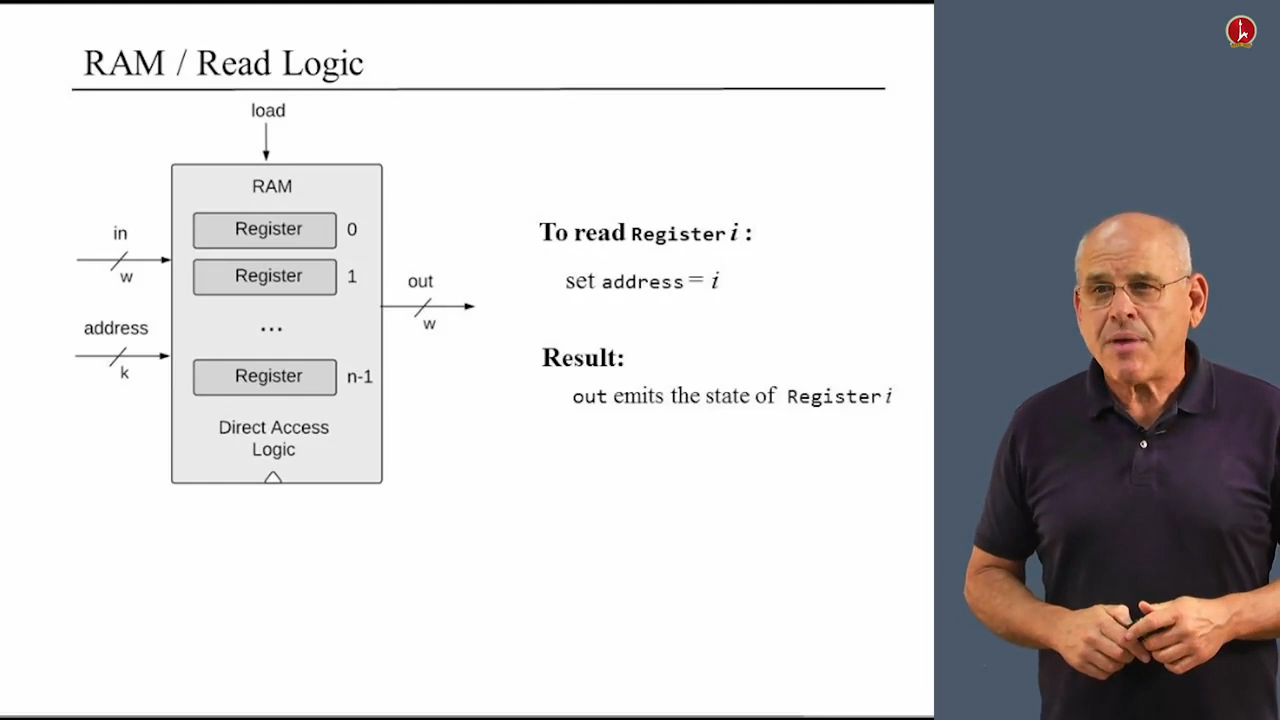 RAM / Read Logic
load
RAM
Register 0
in
w
Register 1
out
w
address
k
...
Register n-1
Direct Access
Logic
To read Register i :
set address = i
Result:
out emits the state of Register i